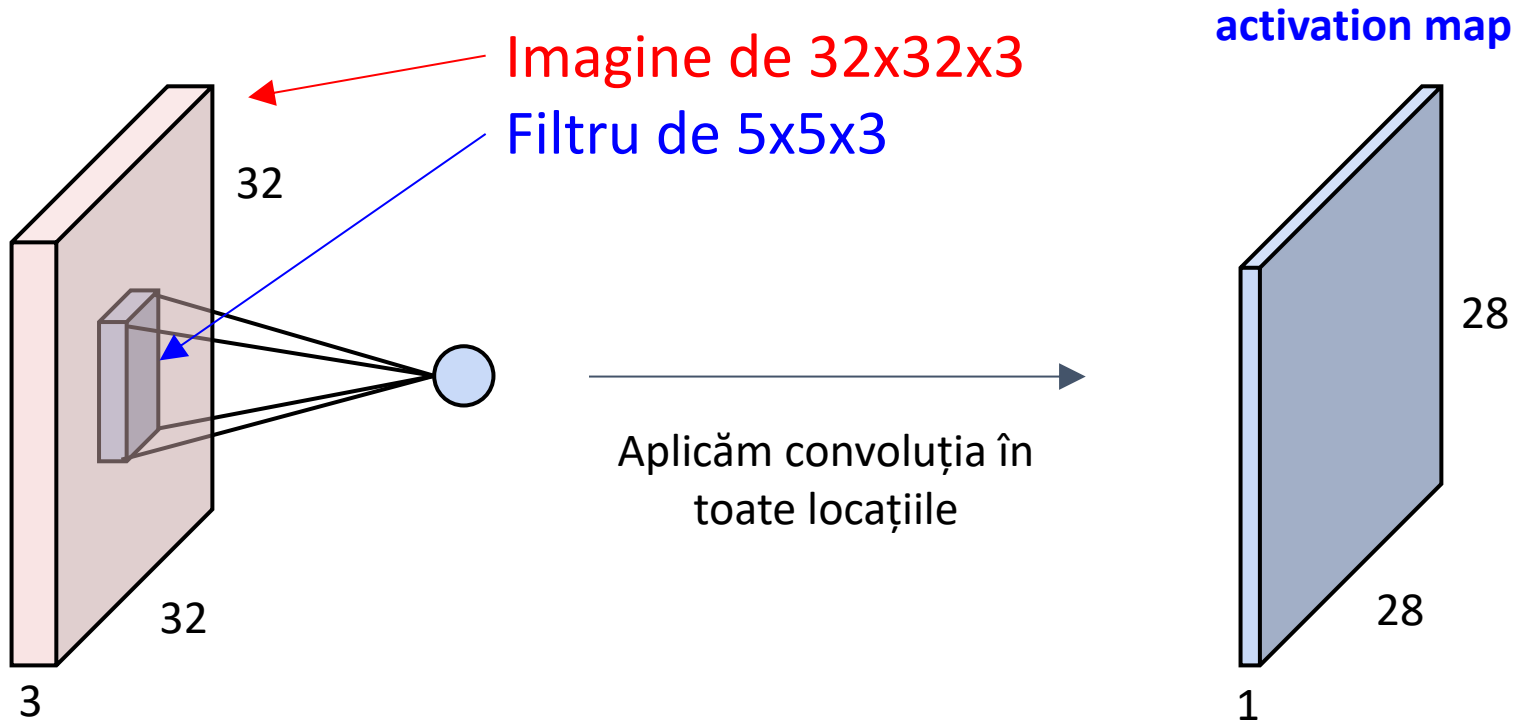 activation map
Imagine de 32x32x3
Filtru de 5x5x3
32
28
Aplicăm convoluția în
toate locațiile
32
28
3
1